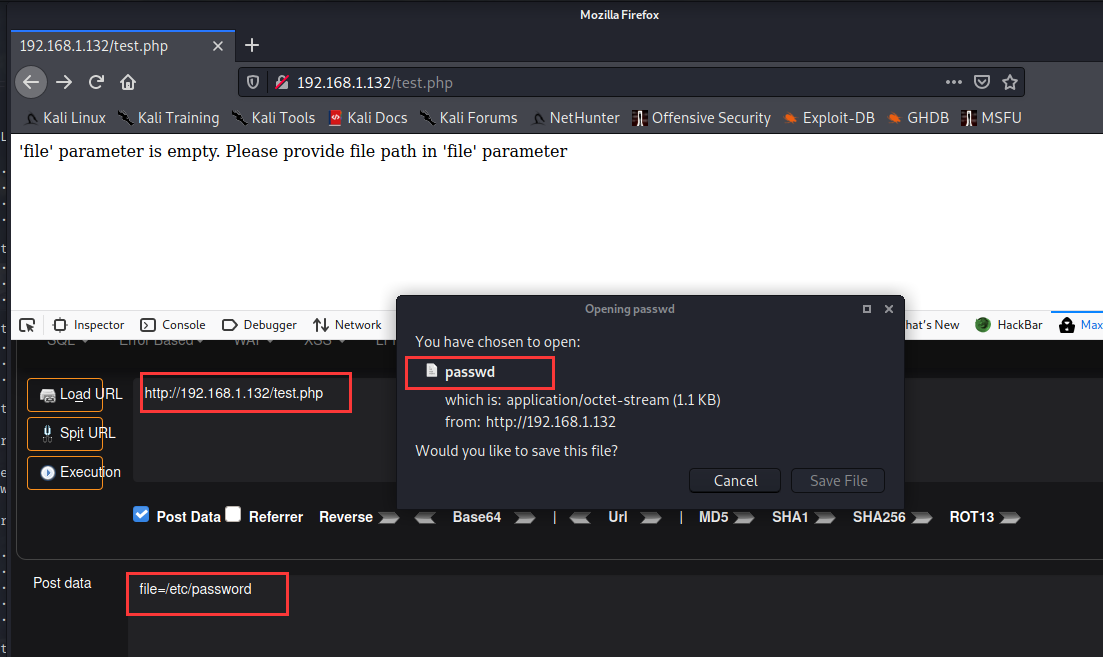 Mozilla Firefox
192.168.1.132/test.php
192.168.1.132/test.php
Kali Linux Kali Training Kali Tools Kali Docs Kali Forums NetHunter Offensive Security Exploit-DB GHDB MSFU
'file' parameter is empty. Please provide file path in 'file' parameter
Opening passwd
Inspector Console Debugger Network hat's New HackBar Max
You have chosen to open:
passwd
which is: application/octet-stream (1.1 KB)
from: http://192.168.1.132
Would you like to save this file?
Cancel Save File
SQL Error Based WAF XSS LFI
Load URL http://192.168.1.132/test.php
Spit URL
Execution
Post Data Referrer Reverse Base64 | Url | MD5 SHA1 SHA256 ROT13
Post data file=/etc/password